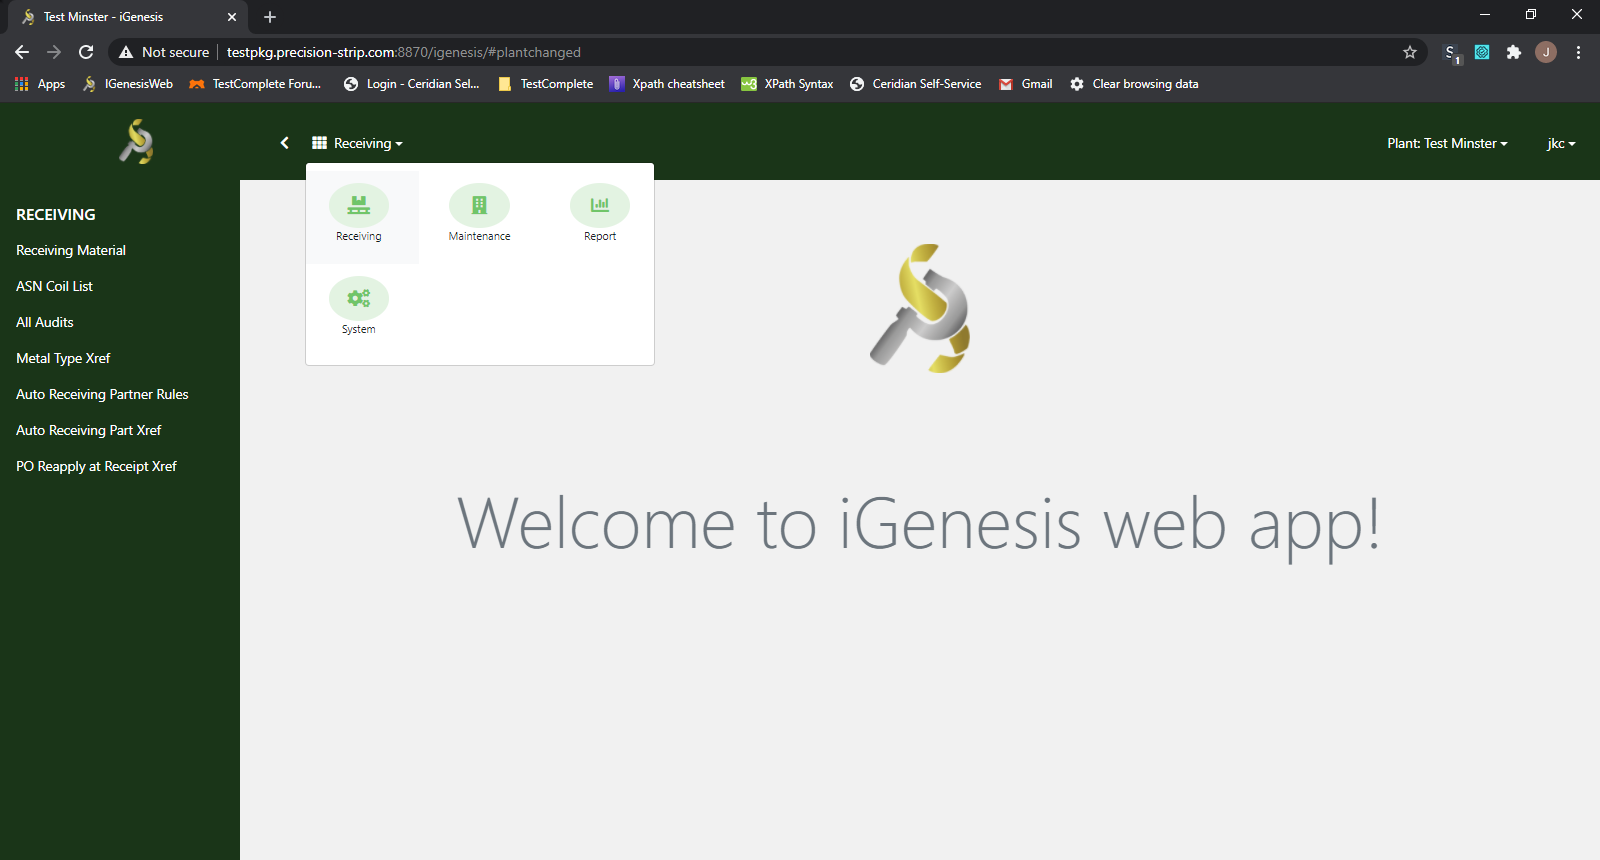 Test Minster - iGenesis
Not secure | testpkg.precision-strip.com:8870/igenesis/#plantchanged
S 1 J
Apps IGenesisWeb TestComplete Foru... Login - Ceridian Sel... TestComplete Xpath cheatsheet XPath Syntax Ceridian Self-Service Gmail Clear browsing data
Receiving Plant: Test Minster jkc
Receiving Maintenance Report
System
RECEIVING
Receiving Material
ASN Coil List
All Audits
Metal Type Xref
Auto Receiving Partner Rules
Auto Receiving Part Xref
PO Reapply at Receipt Xref
Welcome to iGenesis web app!